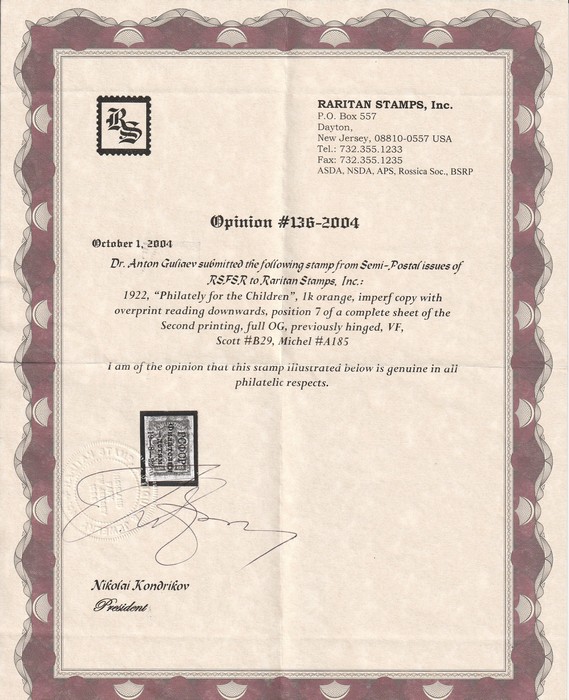 RS
RARITAN STAMPS, Inc.
P.O. Box 557
Dayton,
New Jersey, 08810-0557 USA
Tel.: 732.355.1233
Fax: 732.355.1235
ASDA, NSDA, APS, Rossica Soc., BSRP
Opinion #136-2004
October 1, 2004
Dr. Anton Guliaev submitted the following stamp from Semi-Postal issues of
RSFSR to Raritan Stamps, Inc.:
1922, "Philately for the Children", 1k orange, imperf copy with
overprint reading downwards, position 7 of a complete sheet of the
Second printing, full OG, previously hinged, VF,
Scott #B29, Michel #A185
I am of the opinion that this stamp illustrated below is genuine in all
philatelic respects.
Nikolai Kondrikov
President